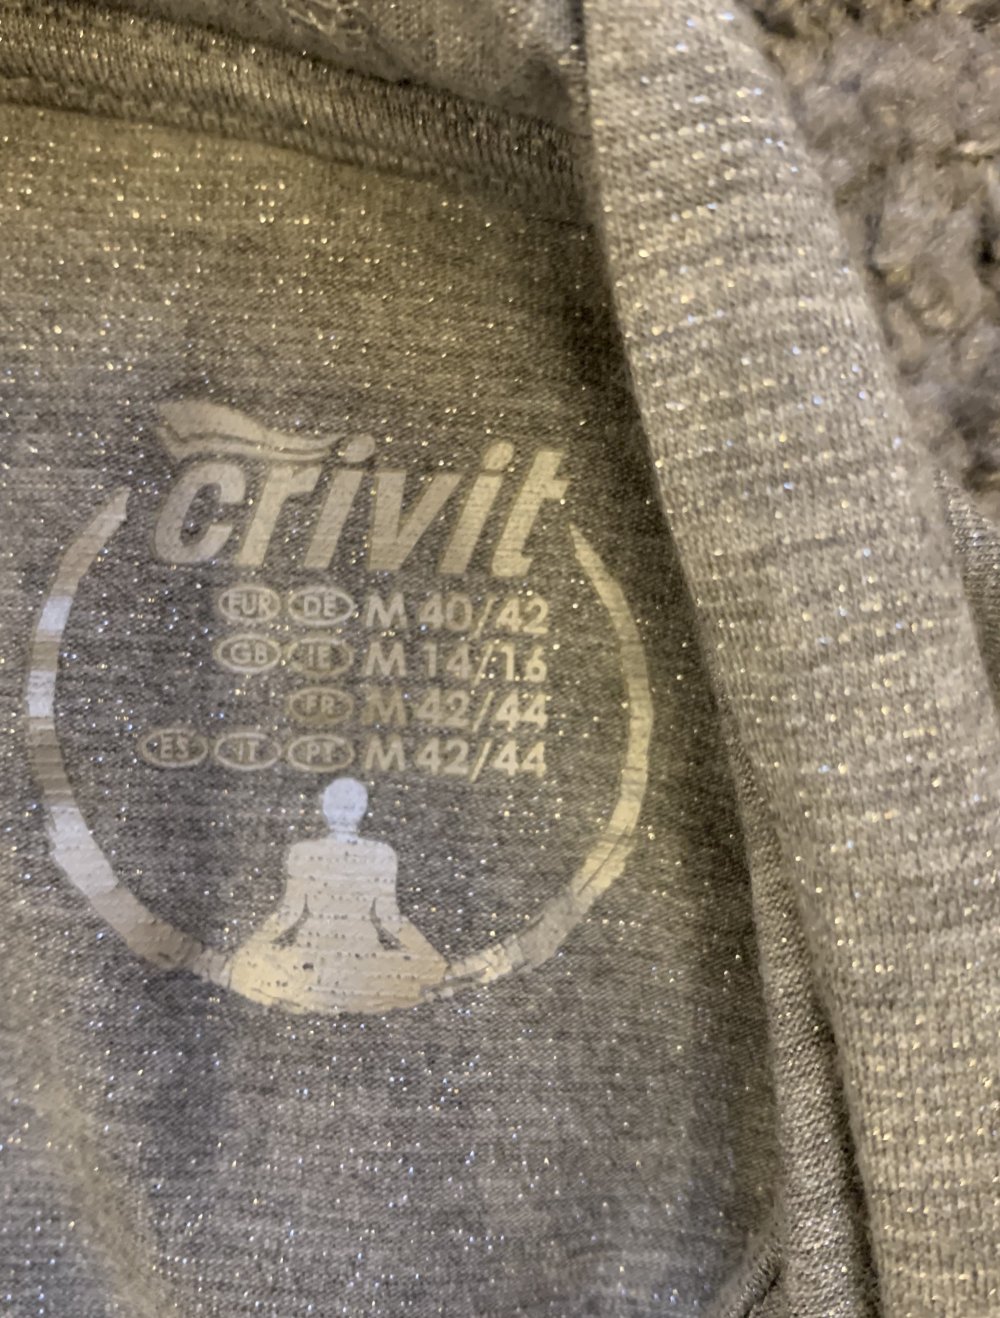 crivit
EUR DE M 40/42
GB IE M 14/16
FR M 42/44
ES IT PT M 42/44